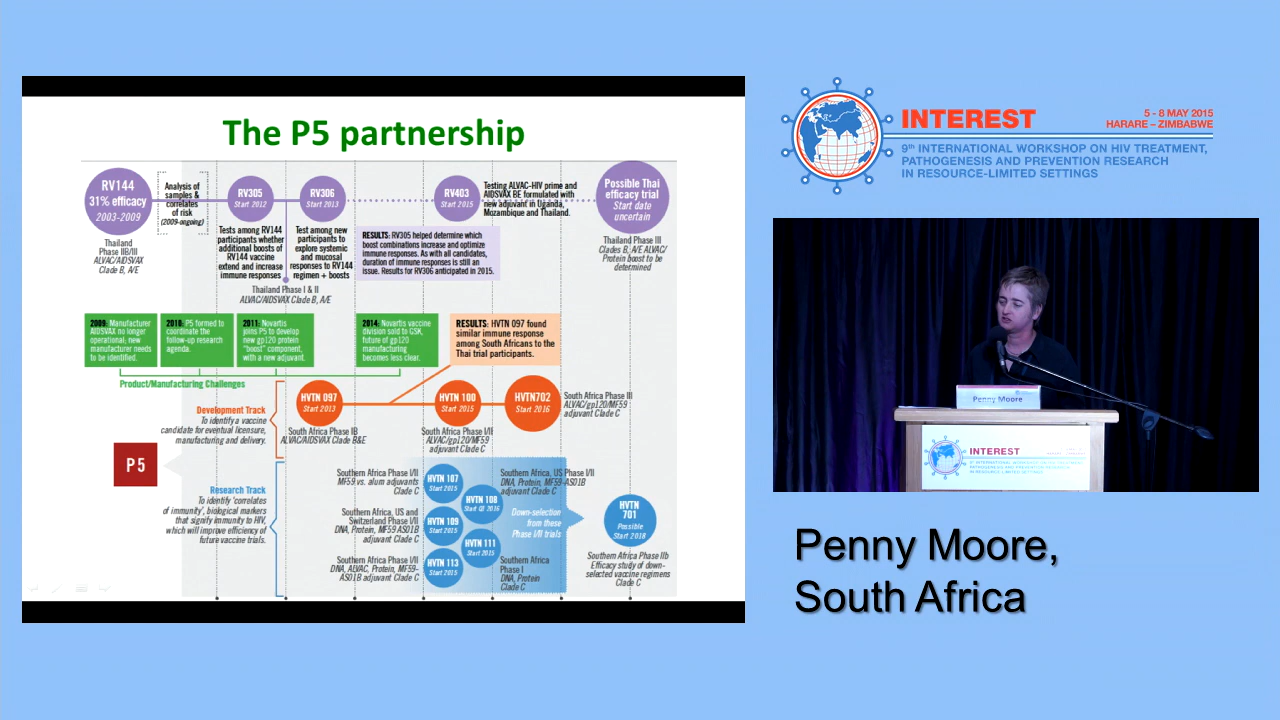 The P5 partnership
RV144
31% efficacy
2003-2009
Thailand
Phase IIB/III
ALVAC/AIDSVAX
Clade B, A/E
Analysis of
samples &
correlates
of risk
(2009-ongoing)
RV305
Start 2012
Tests among RV144
participants whether
additional boosts of
RV144 vaccine
extend and increase
immune responses
RV306
Start 2013
Tests among new
participants to
explore systemic
and mucosal
responses to RV144
regimen + boosts
Thailand Phase I & II
ALVAC/AIDSVAX Clade B, A/E
RV403
Start 2015
Testing ALVAC-HIV prime and
AIDSVAX BE formulated with
new adjuvant in Uganda,
Mozambique and Thailand.
RESULTS: RV305 helped determine which
boost combinations increase and optimize
immune responses. As with all candidates,
duration of immune responses is still an
issue. Results for RV306 anticipated in 2015.
Possible Thai
efficacy trial
Start date
uncertain
Thailand Phase III
Clades B, A/E ALVAC/
Protein boost to be
determined
2009: Manufacturer
AIDSVAX no longer
operational; new
manufacturer needs
to be identified.
2010: P5 formed to
coordinate the
follow-up research
agenda.
2011: Novartis
joins P5 to develop
new gp120 protein
"boost" component,
with a new adjuvant.
2014: Novartis vaccine
division sold to GSK,
future of gp120
manufacturing
becomes less clear.
RESULTS: HVTN 097 found
similar immune response
among South Africans to the
Thai trial participants.
Product/Manufacturing Challenges
Development Track
To identify a vaccine
candidate for eventual licensure,
manufacturing and delivery.
HVTN 097
Start 2013
South Africa Phase IB
ALVAC/AIDSVAX Clade B&E
HVTN 100
Start 2015
South Africa Phase I/II
ALVAC/gp120/MF59
adjuvant Clade C
HVTN702
Start 2016
South Africa Phase III
ALVAC/gp120/MF59
adjuvant Clade C
P5
Research Track
To identify 'correlates
of immunity', biological markers
that signify immunity to HIV,
which will improve efficiency of
future vaccine trials.
Southern Africa Phase I/II
MF59 vs. alum adjuvants
Clade C
HVTN 107
Start 2015
Southern Africa, US Phase I/II
DNA, Protein, MF59-AS01B
adjuvant Clade C
HVTN 108
Start Q1 2016
Southern Africa, US and
Switzerland Phase I/II
DNA, Protein, MF59-AS01B
adjuvant Clade C
HVTN 109
Start 2015
Down-selection
from these
Phase I/II trials
HVTN 111
Start 2015
Southern Africa
Phase I
DNA, Protein
Clade C
Southern Africa Phase I/II
DNA, ALVAC, Protein, MF59-
AS01B adjuvant Clade C
HVTN 113
Start 2015
HVTN
701
Possible
Start 2018
Southern Africa Phase IIb
Efficacy study of down-
selected vaccine regimens
Clade C
INTEREST
5 - 8 MAY 2015
HARARE – ZIMBABWE
9th INTERNATIONAL WORKSHOP ON HIV TREATMENT,
PATHOGENESIS AND PREVENTION RESEARCH
IN RESOURCE-LIMITED SETTINGS
Penny Moore
INTEREST
Penny Moore,
South Africa